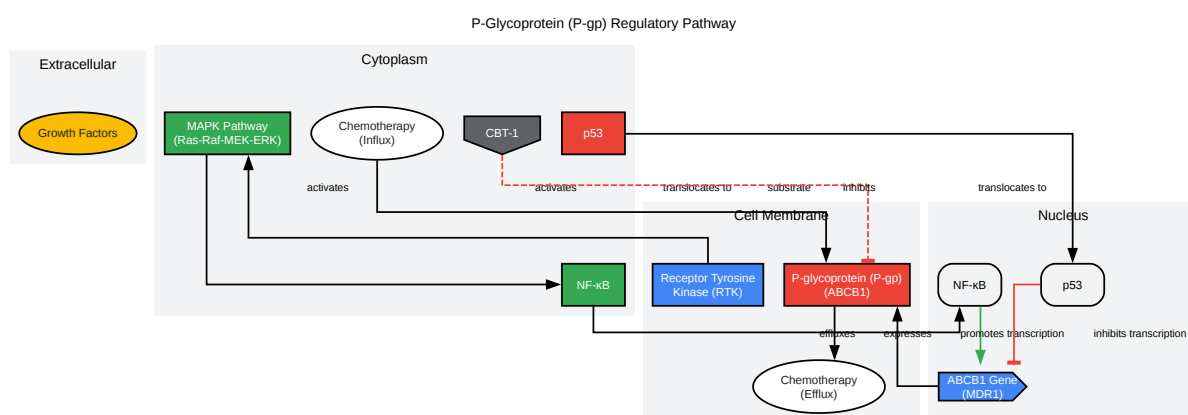 P-Glycoprotein (P-gp) Regulatory Pathway
Extracellular
Cytoplasm
Growth Factors
MAPK Pathway
(Ras-Raf-MEK-ERK)
Chemotherapy
(Influx)
CBT-1
p53
activates
activates
translocates to
substrate
inhibits
translocates to
Cell Membrane
Nucleus
NF-κB
Receptor Tyrosine
Kinase (RTK)
P-glycoprotein (P-gp)
(ABCB1)
NF-κB
p53
effluxes
expresses
promotes transcription
inhibits transcription
Chemotherapy
(Efflux)
ABCB1 Gene
(MDR1)